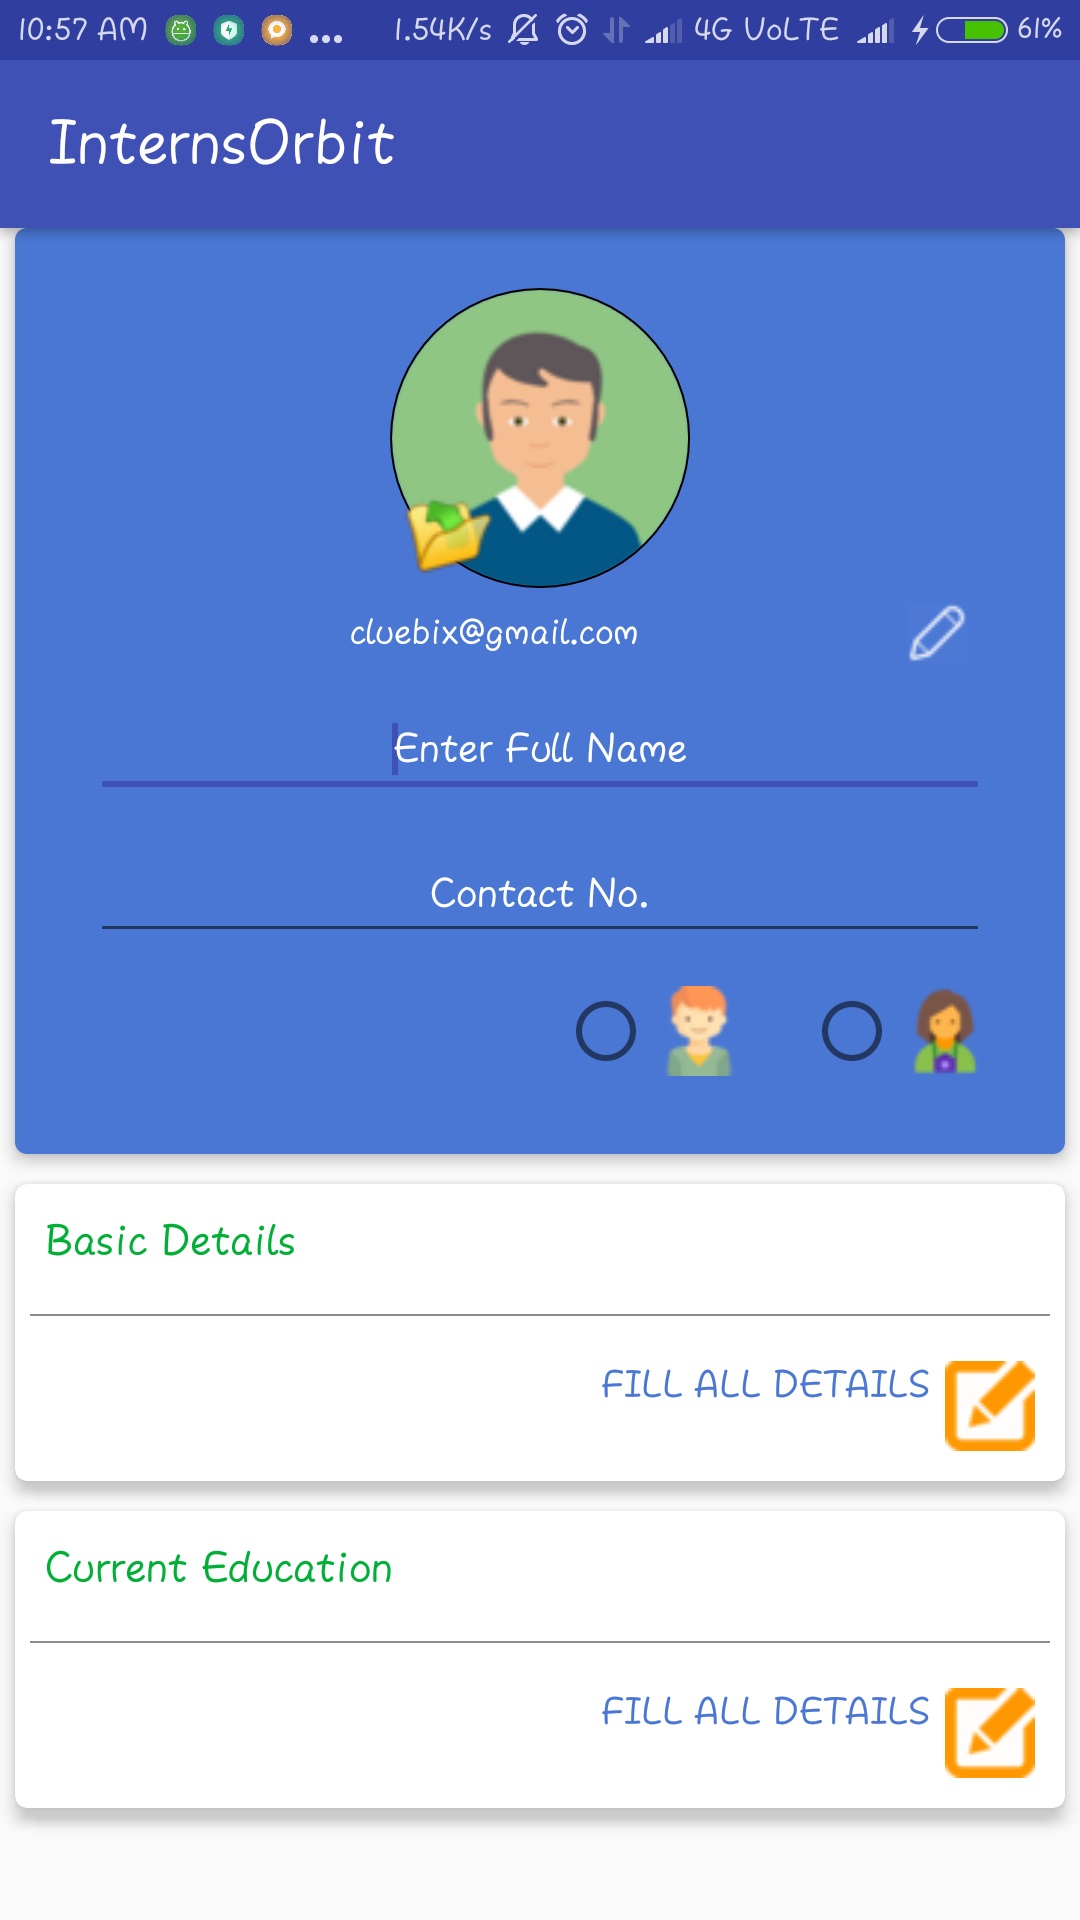 10:57 AM ... 1.54K/s 4G VoLTE 61%
InternsOrbit
cluebix@gmail.com
Enter Full Name
Contact No.
Basic Details
FILL ALL DETAILS
Current Education
FILL ALL DETAILS